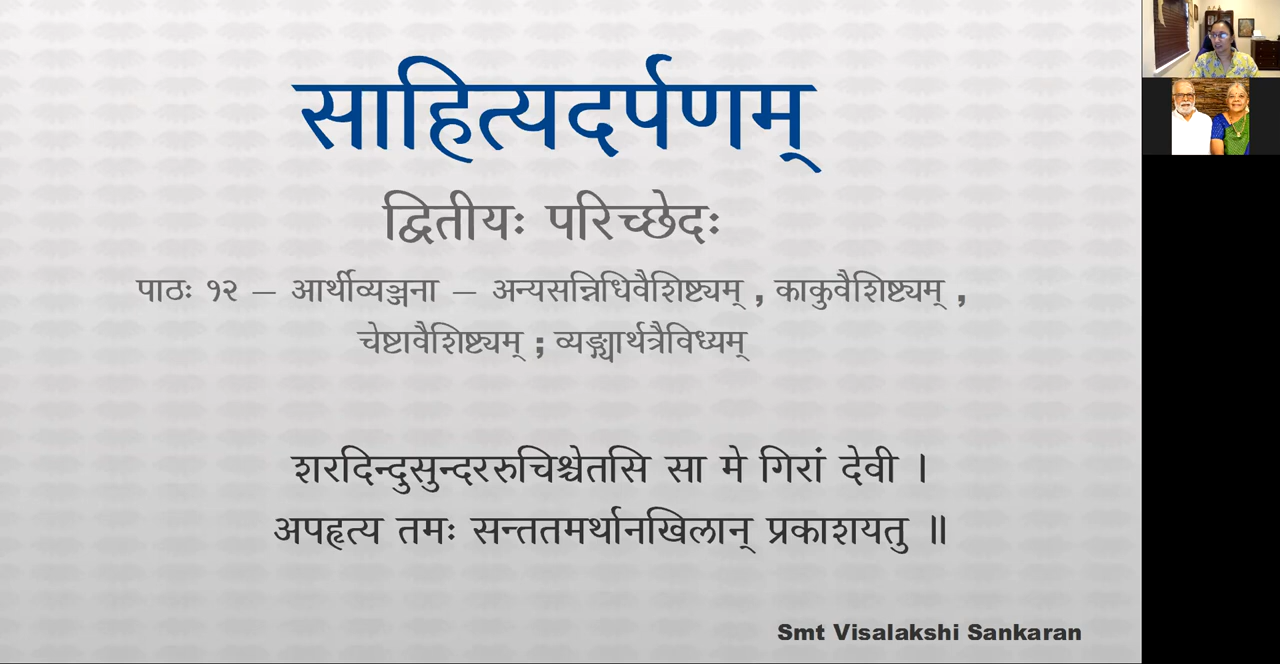 साहित्यदर्पणम्
द्वितीयः परिच्छेदः
पाठः १२ – आर्थीव्यञ्जना – अन्यसन्निधिवैशिष्ट्यम् , काकुवैशिष्ट्यम् ,
चेष्टावैशिष्ट्यम् ; व्यङ्ग्यार्थत्रैविध्यम्
शरदिन्दुसुन्दररुचिश्चेतसि सा मे गिरां देवी ।
अपहृत्य तमः सन्ततमर्थानखिलान् प्रकाशयतु ॥
Smt Visalakshi Sankaran